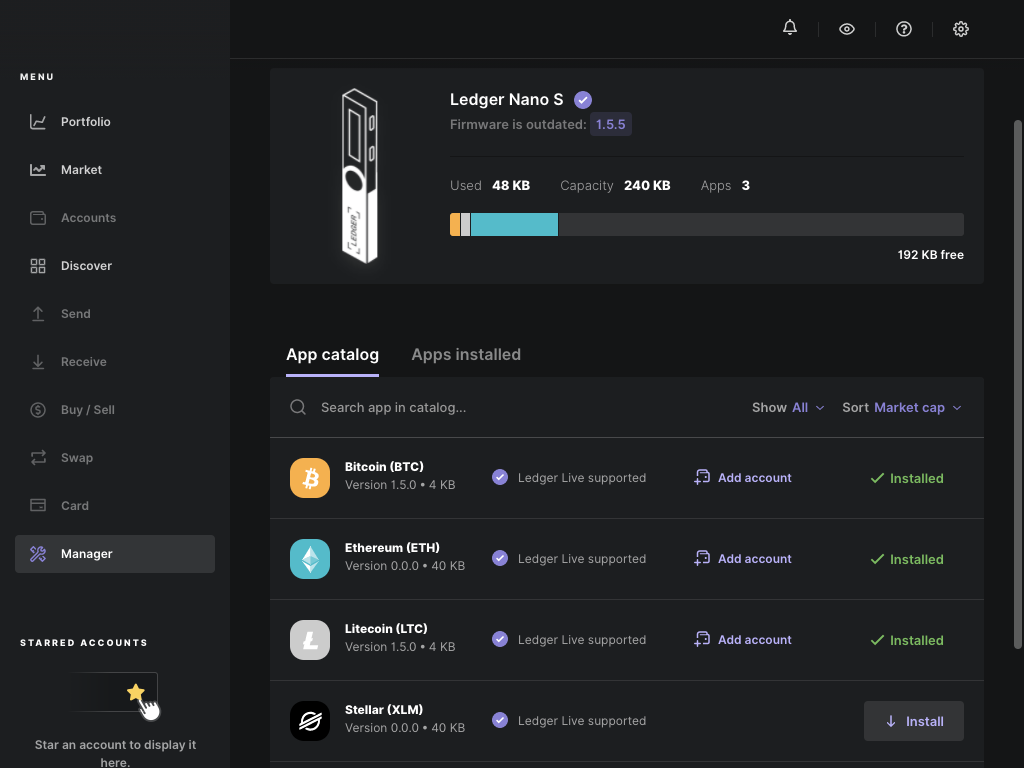 MENU
Portfolio
Market
Accounts
Discover
Send
Receive
Buy / Sell
Swap
Card
Manager
STARRED ACCOUNTS
Star an account to display it
here.
LEDGER
Ledger Nano S
Firmware is outdated: 1.5.5
Used 48 KB Capacity 240 KB Apps 3
192 KB free
App catalog Apps installed
Search app in catalog... Show All Sort Market cap
Bitcoin (BTC)
Version 1.5.0 • 4 KB Ledger Live supported Add account Installed
Ethereum (ETH)
Version 0.0.0 • 40 KB Ledger Live supported Add account Installed
Litecoin (LTC)
Version 1.5.0 • 4 KB Ledger Live supported Add account Installed
Stellar (XLM)
Version 0.0.0 • 40 KB Ledger Live supported Install